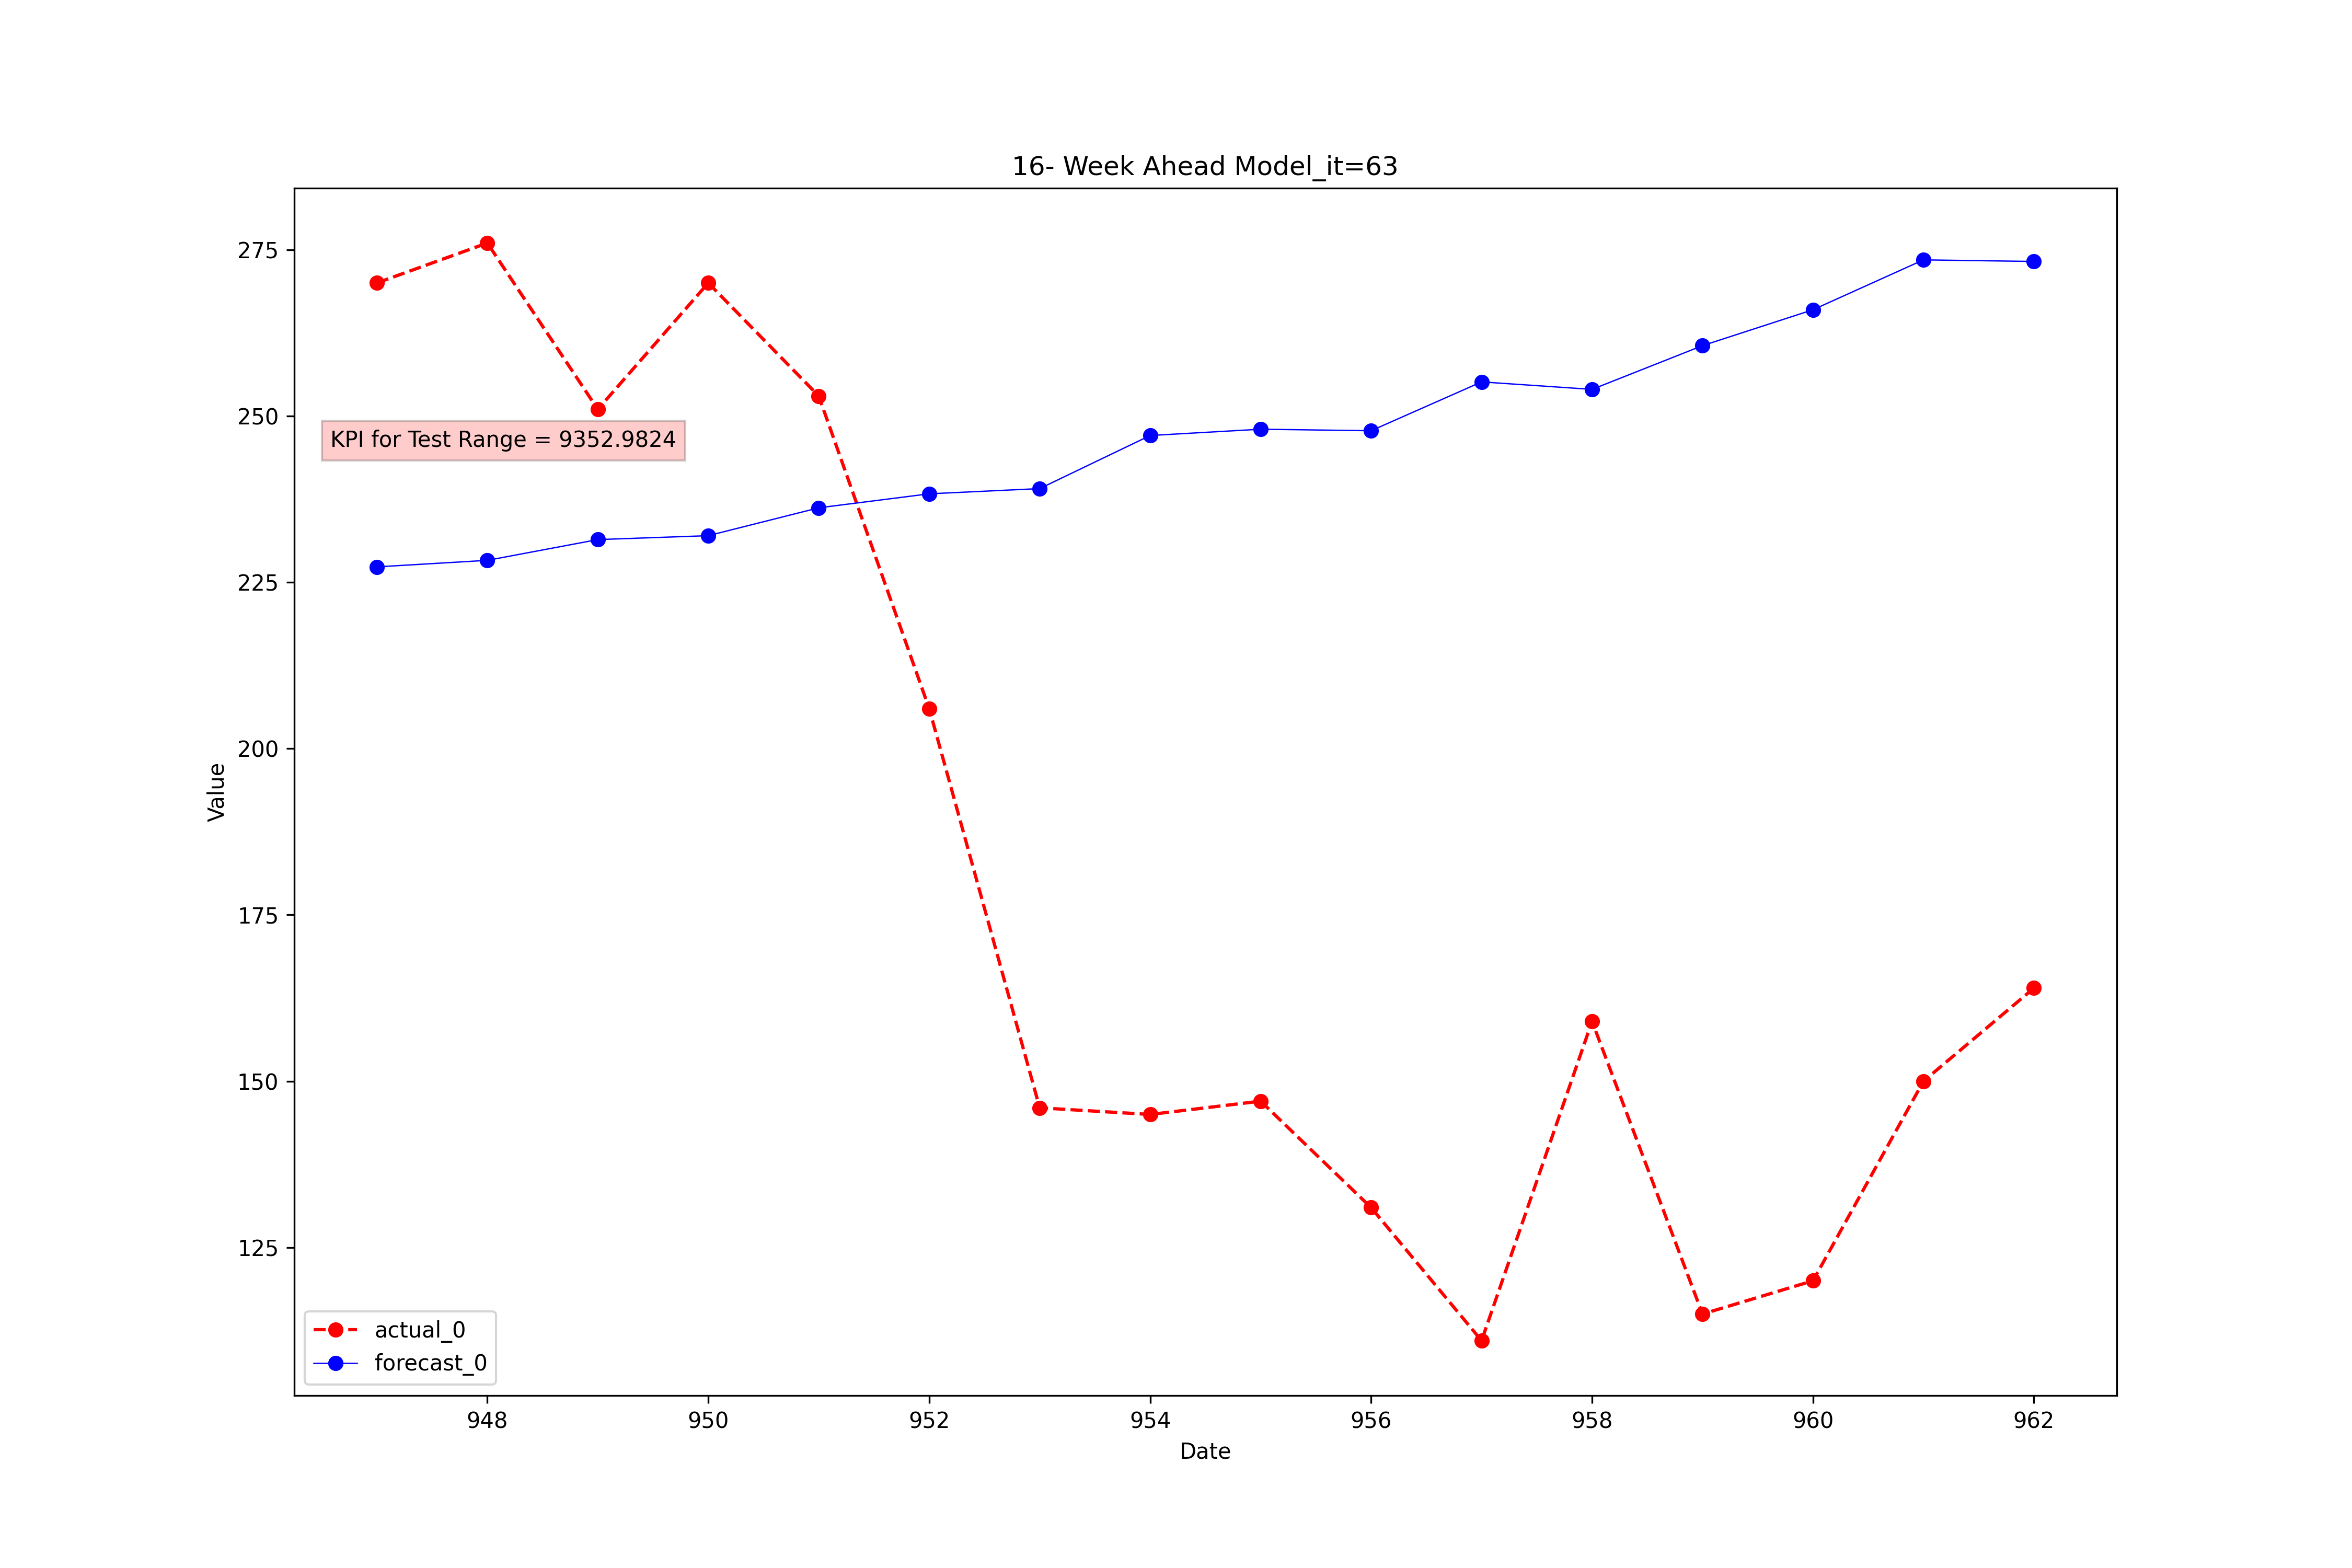 16- Week Ahead Model_it=63
275
250
225
200
175
150
125
Value
KPI for Test Range = 9352.9824
actual_0
forecast_0
948 950 952 954 956 958 960 962
Date